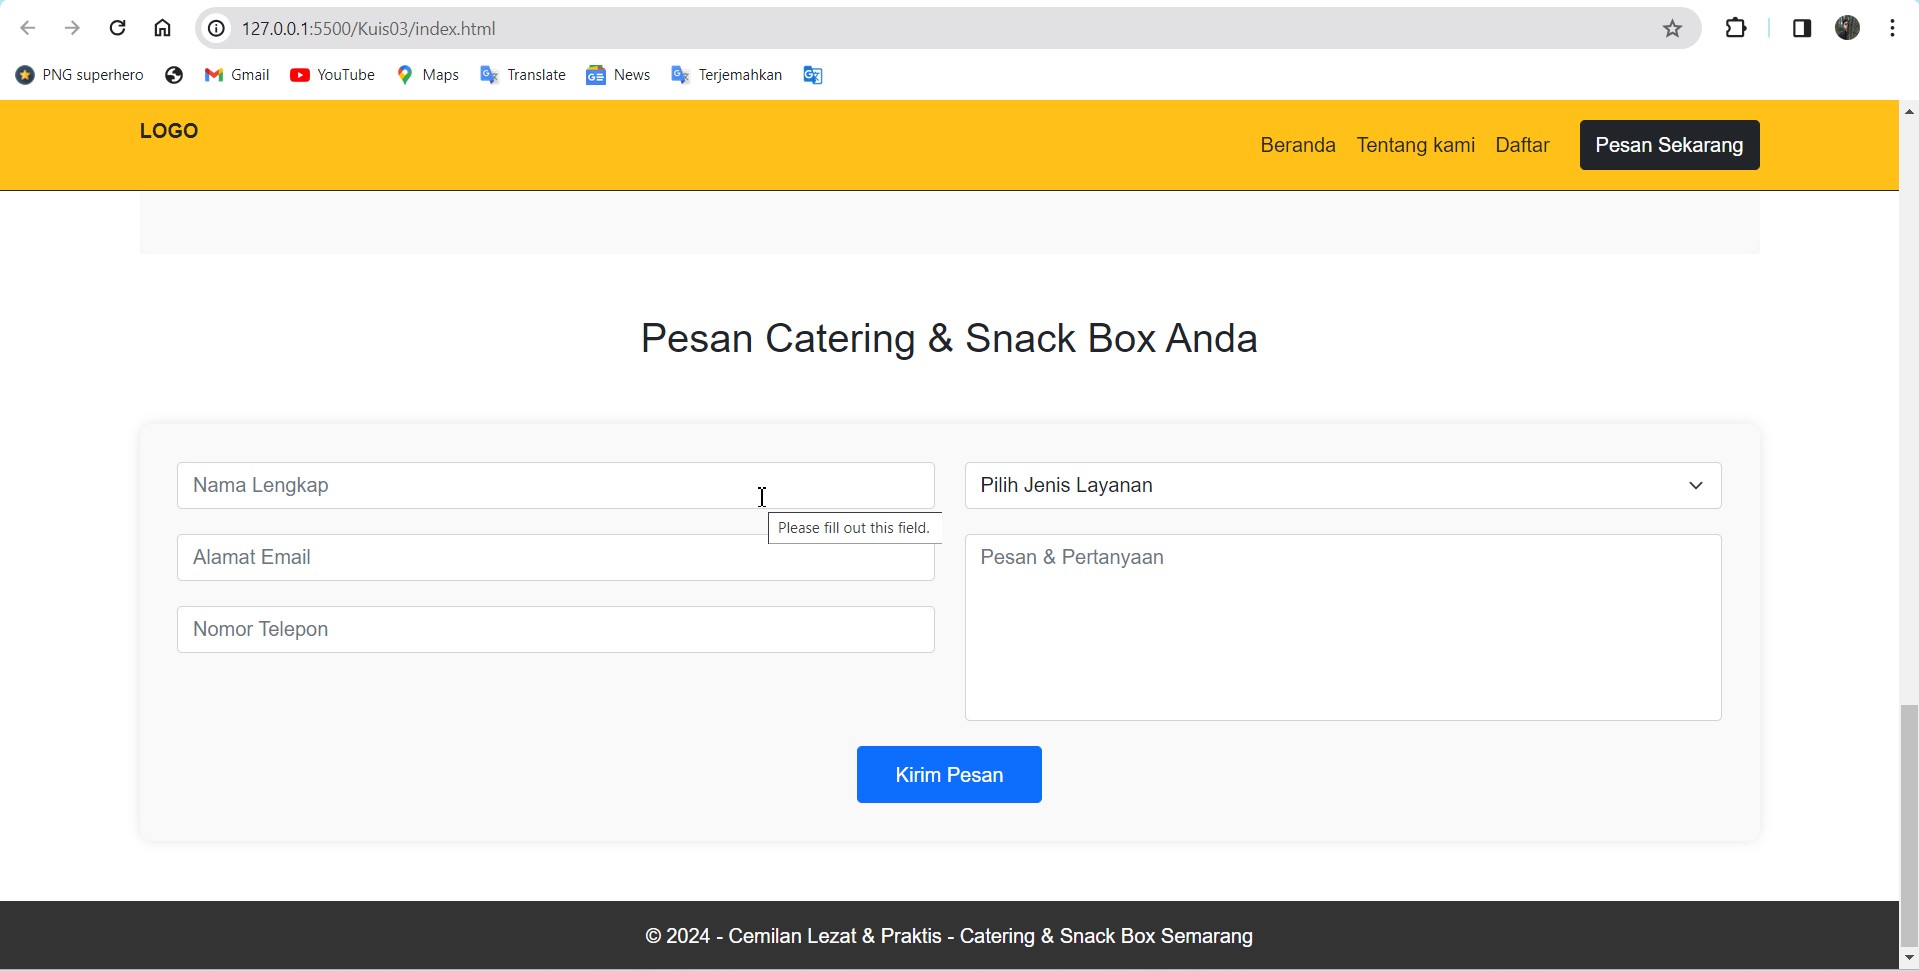 127.0.0.1:5500/Kuis03/index.html
PNG superhero Gmail YouTube Maps Translate News Terjemahkan
LOGO
Beranda Tentang kami Daftar Pesan Sekarang
Pesan Catering & Snack Box Anda
Nama Lengkap
Pilih Jenis Layanan
Please fill out this field.
Alamat Email
Pesan & Pertanyaan
Nomor Telepon
Kirim Pesan
© 2024 - Cemilan Lezat & Praktis - Catering & Snack Box Semarang